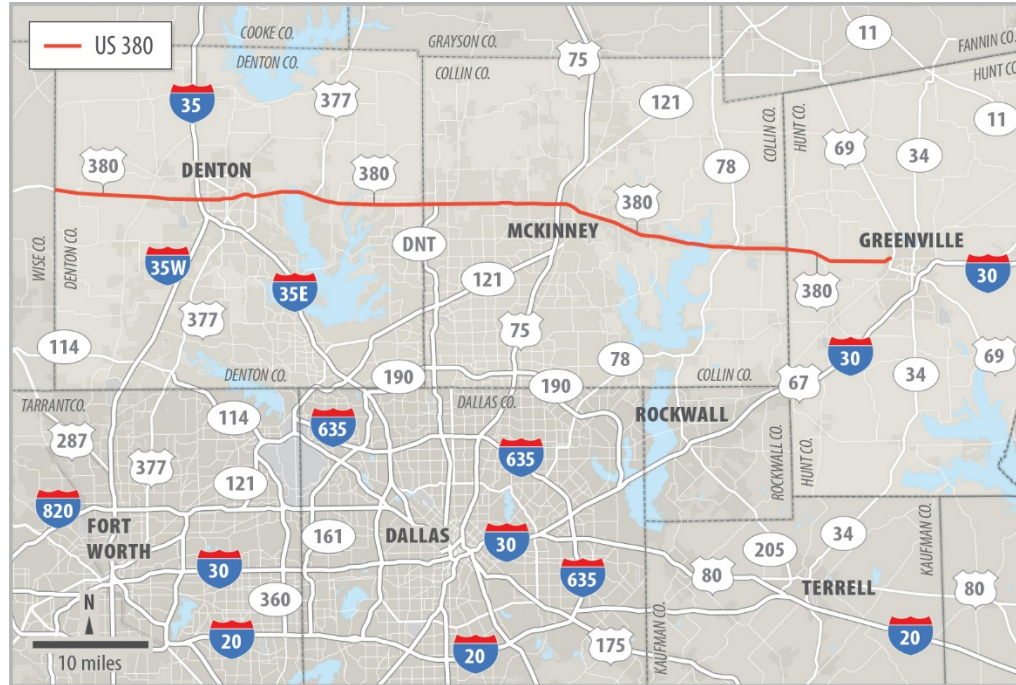 US 380
COOKE CO.
DENTON CO.
GRAYSON CO.
COLLIN CO.
75
11
FANNIN CO.
HUNT CO.
35
377
121
COLLIN CO.
HUNT CO.
11
69
34
78
380
DENTON
380
380
WISE CO.
DENTON CO.
MCKINNEY
GREENVILLE
DNT
35W
35E
121
380
30
377
75
114
78
30
69
34
DENTON CO.
190
190
COLLIN CO.
67
TARRANTCO.
DALLAS CO.
114
635
ROCKWALL
ROCKWALL CO.
HUNT CO.
287
377
635
121
820
FORT
WORTH
161
DALLAS
30
205
34
KAUFMAN CO.
30
635
80
TERRELL
80
N
360
10 miles
20
20
175
KAUFMAN CO.
20